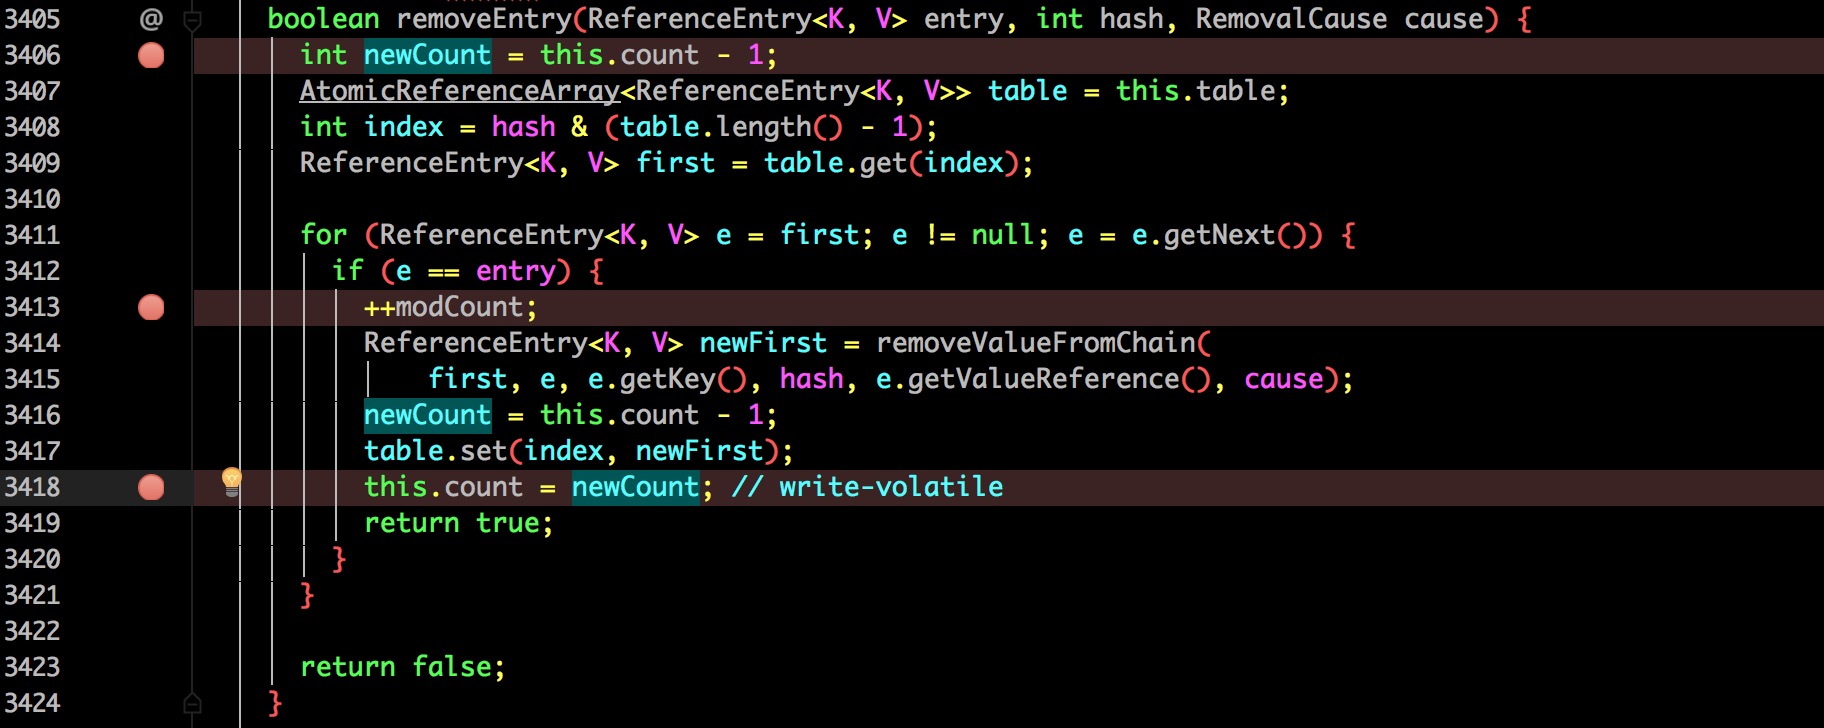 3405 @ boolean removeEntry(ReferenceEntry<K, V> entry, int hash, RemovalCause cause) {
3406 int newCount = this.count - 1;
3407 AtomicReferenceArray<ReferenceEntry<K, V>> table = this.table;
3408 int index = hash & (table.length() - 1);
3409 ReferenceEntry<K, V> first = table.get(index);
3410
3411 for (ReferenceEntry<K, V> e = first; e != null; e = e.getNext()) {
3412 if (e == entry) {
3413 ++modCount;
3414 ReferenceEntry<K, V> newFirst = removeValueFromChain(
3415 first, e, e.getKey(), hash, e.getValueReference(), cause);
3416 newCount = this.count - 1;
3417 table.set(index, newFirst);
3418 this.count = newCount; // write-volatile
3419 return true;
3420 }
3421 }
3422
3423 return false;
3424 }